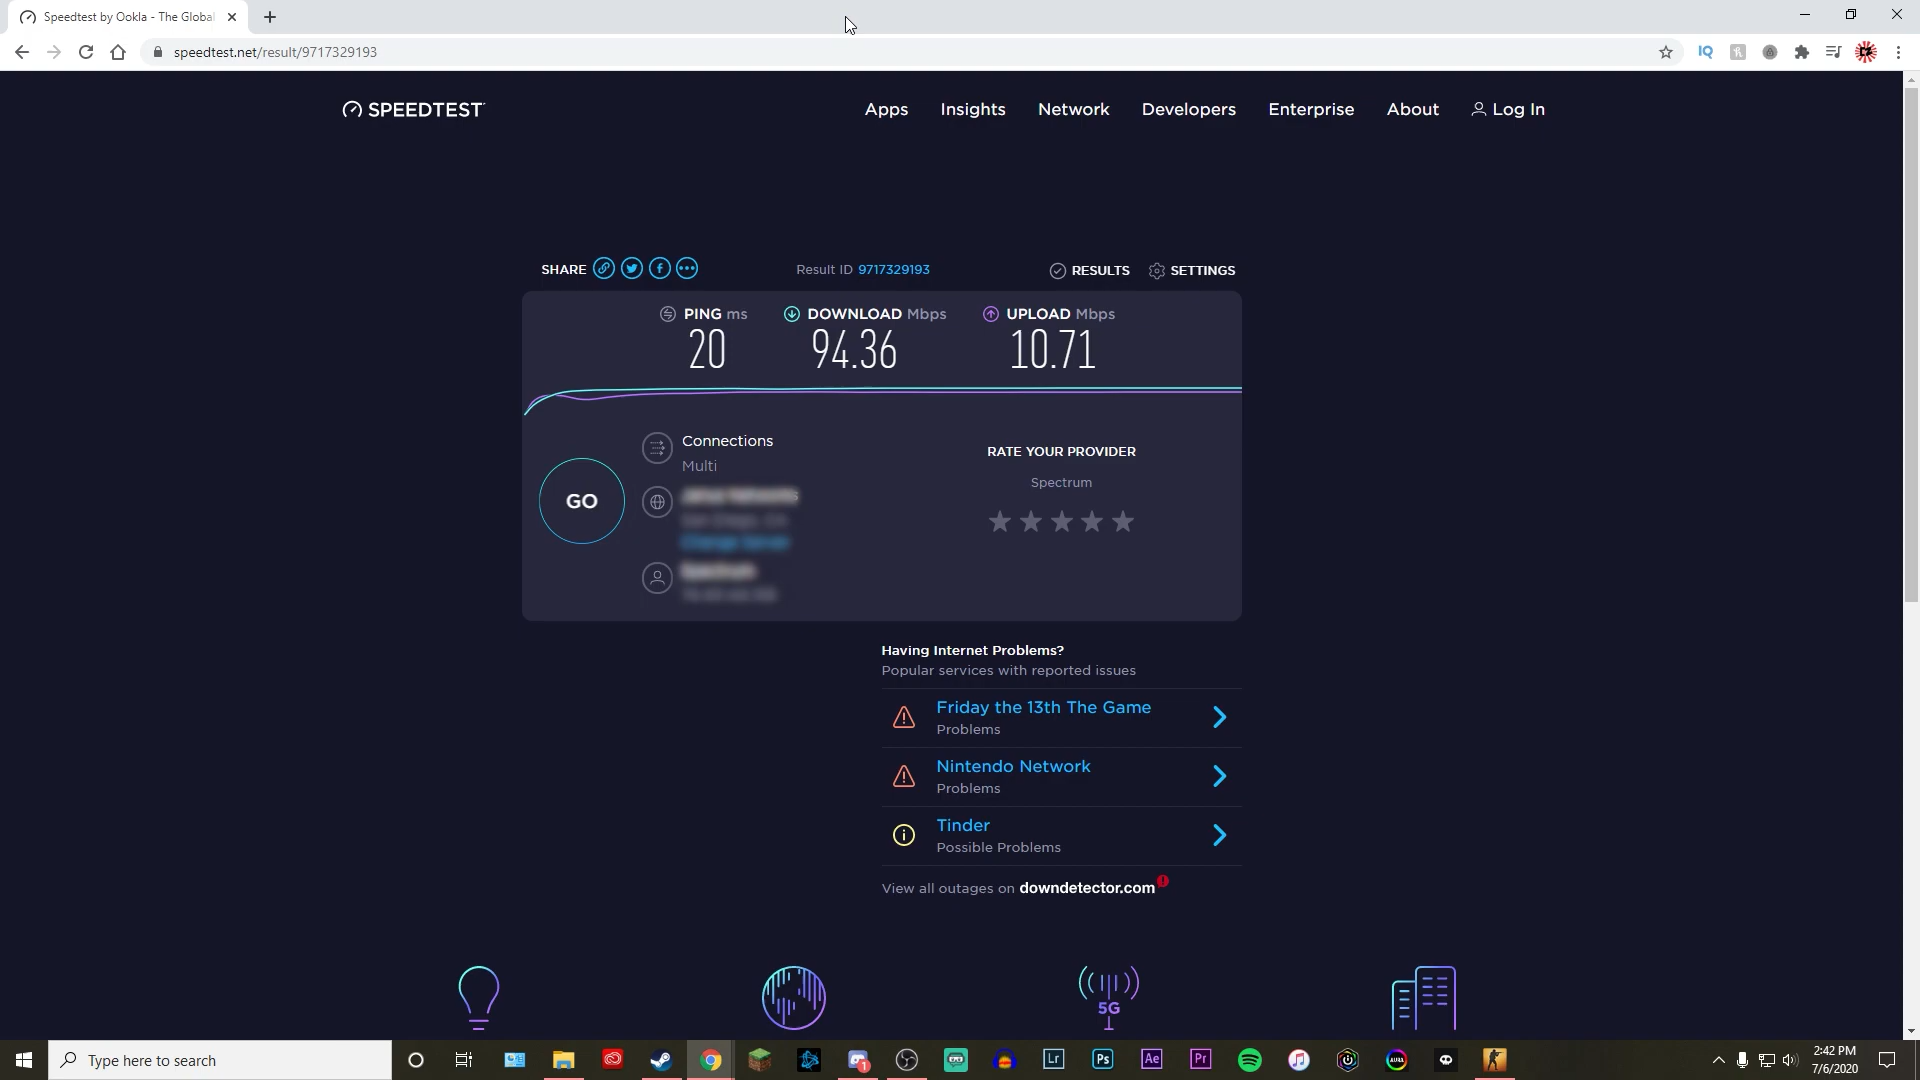 Speedtest by Ookla - The Global
speedtest.net/result/9717329193
IQ
SPEEDTEST
Apps
Insights
Network
Developers
Enterprise
About
Log In
SHARE
Result ID 9717329193
RESULTS
SETTINGS
PING ms
DOWNLOAD Mbps
UPLOAD Mbps
20
94.36
10.71
Connections
Multi
GO
RATE YOUR PROVIDER
Spectrum
Having Internet Problems?
Popular services with reported issues
Friday the 13th The Game
Problems
Nintendo Network
Problems
Tinder
Possible Problems
View all outages on downdetector.com
5G
Type here to search
1
Lr
Ps
Ae
Pr
2:42 PM
7/6/2020